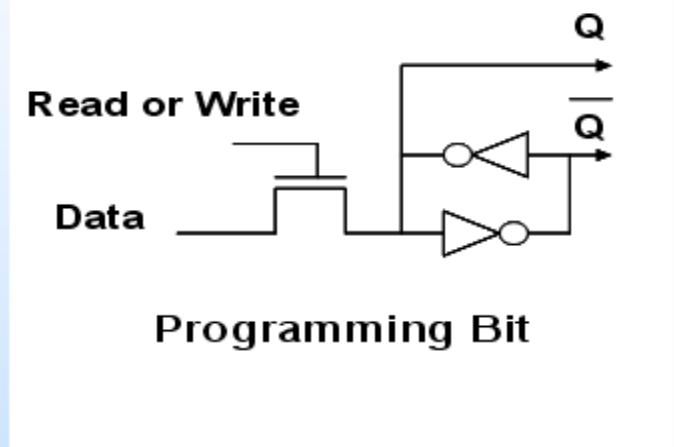 Q
Read or Write
Q̅
Data
Programming Bit